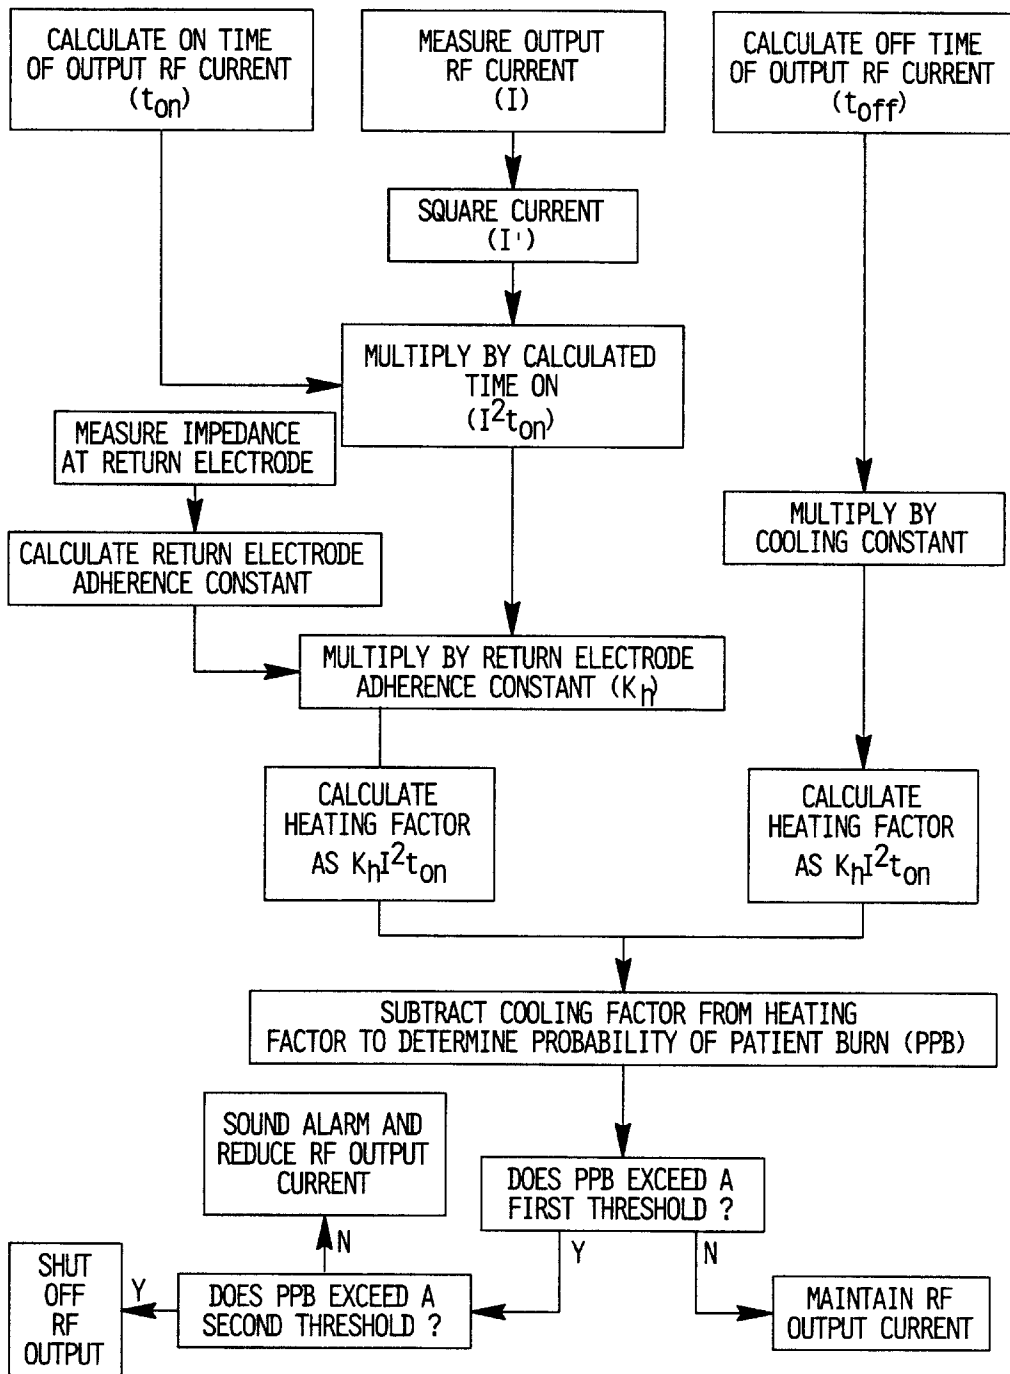 CALCULATE ON TIME
OF OUTPUT RF CURRENT
(ton)
MEASURE OUTPUT
RF CURRENT
(I)
CALCULATE OFF TIME
OF OUTPUT RF CURRENT
(toff)
SQUARE CURRENT
(I')
MULTIPLY BY CALCULATED
TIME ON
(I²ton)
MEASURE IMPEDANCE
AT RETURN ELECTRODE
MULTIPLY BY
COOLING CONSTANT
CALCULATE RETURN ELECTRODE
ADHERENCE CONSTANT
MULTIPLY BY RETURN ELECTRODE
ADHERENCE CONSTANT (Kh)
CALCULATE
HEATING FACTOR
AS KhI²ton
CALCULATE
HEATING FACTOR
AS KhI²ton
SUBTRACT COOLING FACTOR FROM HEATING
FACTOR TO DETERMINE PROBABILITY OF PATIENT BURN (PPB)
SOUND ALARM AND
REDUCE RF OUTPUT
CURRENT
DOES PPB EXCEED A
FIRST THRESHOLD ?
N
Y
N
SHUT
OFF
RF
OUTPUT
Y
DOES PPB EXCEED A
SECOND THRESHOLD ?
MAINTAIN RF
OUTPUT CURRENT